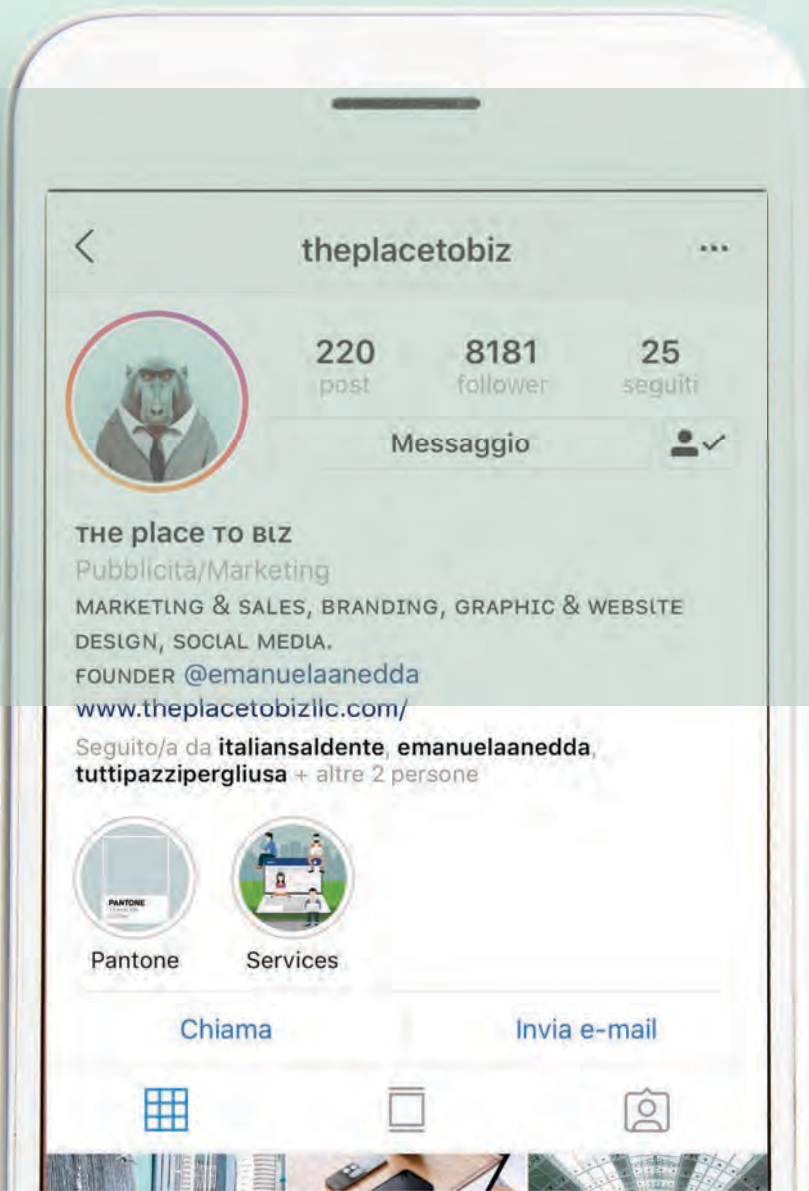 theplacetobiz
220 8181 25
post follower seguiti
Messaggio
THe place TO BIZ
Pubblicità/Marketing
MARKETING & SALES, BRANDING, GRAPHIC & WEBSITE
DESIGN, SOCIAL MEDIA.
FOUNDER @emanuelaanedda
www.theplacetobizllc.com/
Seguito/a da italiansaldente, emanuelaanedda,
tuttipazzipergliusa + altre 2 persone
PANTONE
Pantone Services
Chiama Invia e-mail